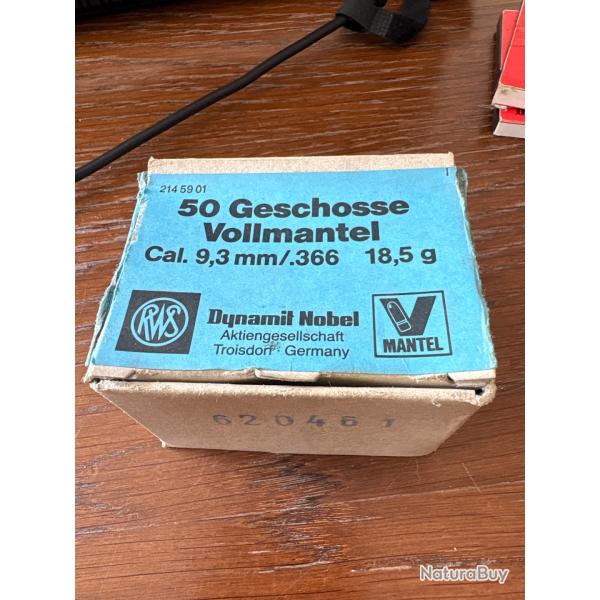 214 59 01
50 Geschosse
Vollmantel
Cal. 9,3 mm/.366 18,5 g
RWS
Dynamit Nobel
Aktiengesellschaft
Troisdorf Germany
V
MANTEL
620461
NaturaBuy